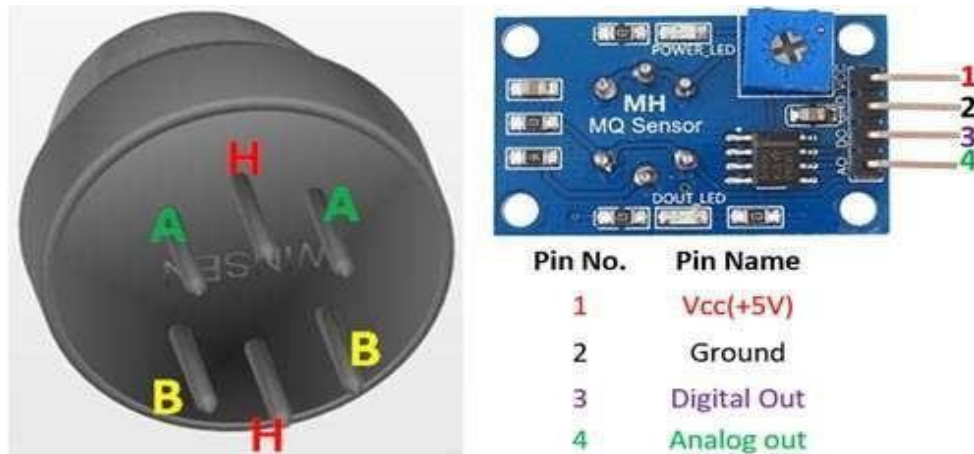 H
A
A
WINSEN
B
B
H
POWER_LED
MH
MQ Sensor
DOUT_LED
VCC
GND
DO
AO
1
2
3
4
Pin No. Pin Name
1 Vcc(+5V)
2 Ground
3 Digital Out
4 Analog out